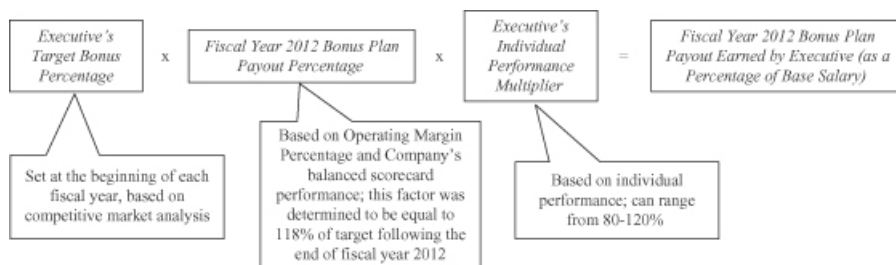 Executive's
Target Bonus
Percentage
x
Fiscal Year 2012 Bonus Plan
Payout Percentage
x
Executive's
Individual
Performance
Multiplier
=
Fiscal Year 2012 Bonus Plan
Payout Earned by Executive (as a
Percentage of Base Salary)
Set at the beginning of each
fiscal year, based on
competitive market analysis
Based on Operating Margin
Percentage and Company's
balanced scorecard
performance; this factor was
determined to be equal to
118% of target following the
end of fiscal year 2012
Based on individual
performance; can range
from 80-120%